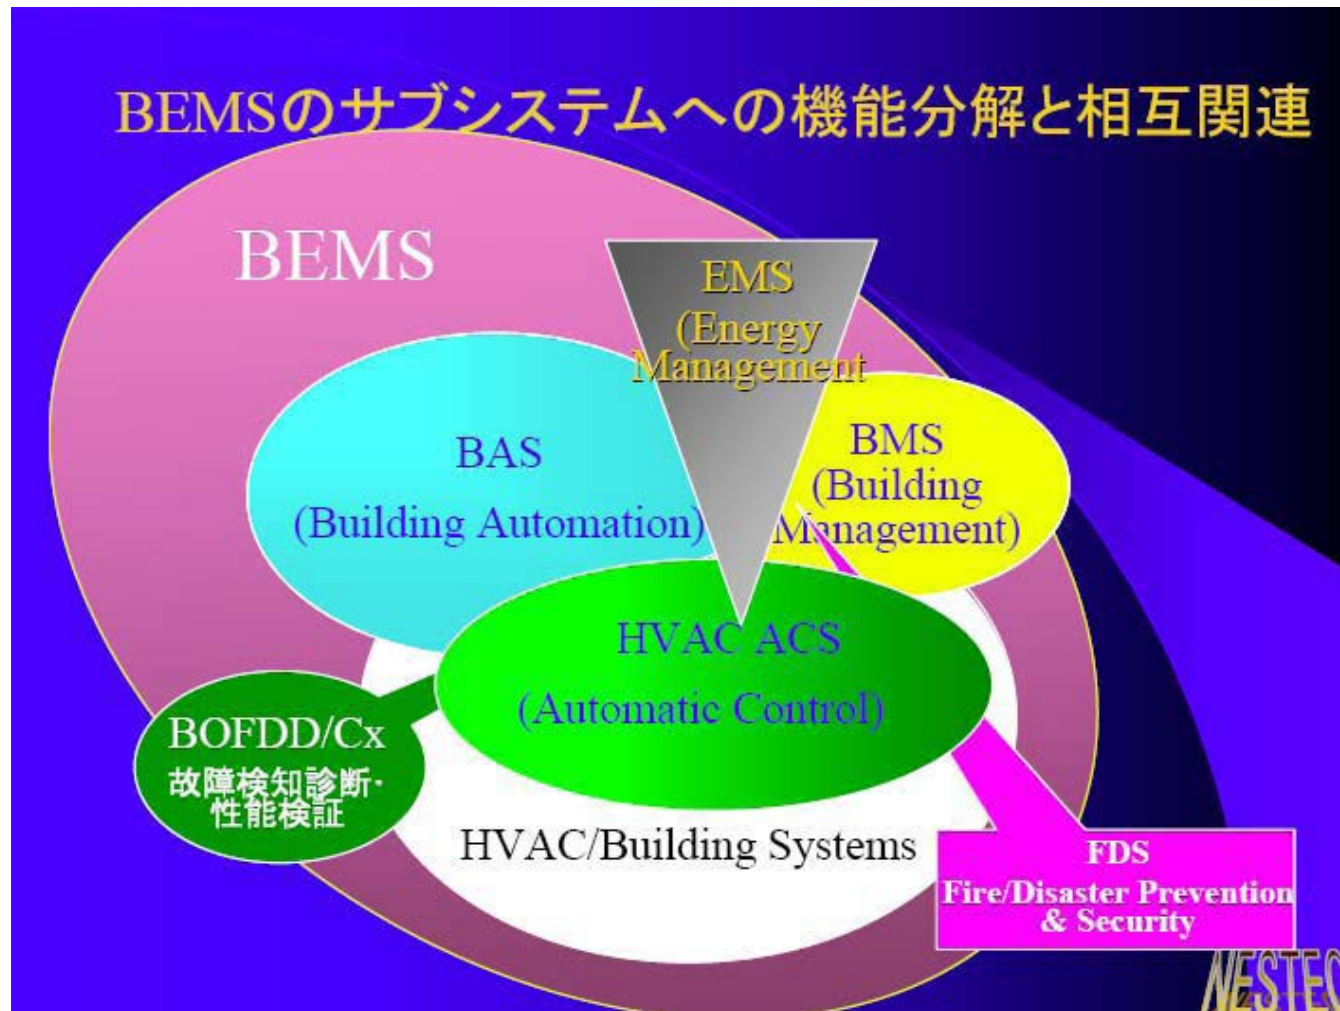 BEMSのサブシステムへの機能分解と相互関連
BEMS
EMS
(Energy
Management
BAS
(Building Automation)
BMS
(Building
Management)
HVAC ACS
(Automatic Control)
BOFDD/Cx
故障検知診断・
性能検証
HVAC/Building Systems
FDS
Fire/Disaster Prevention
& Security